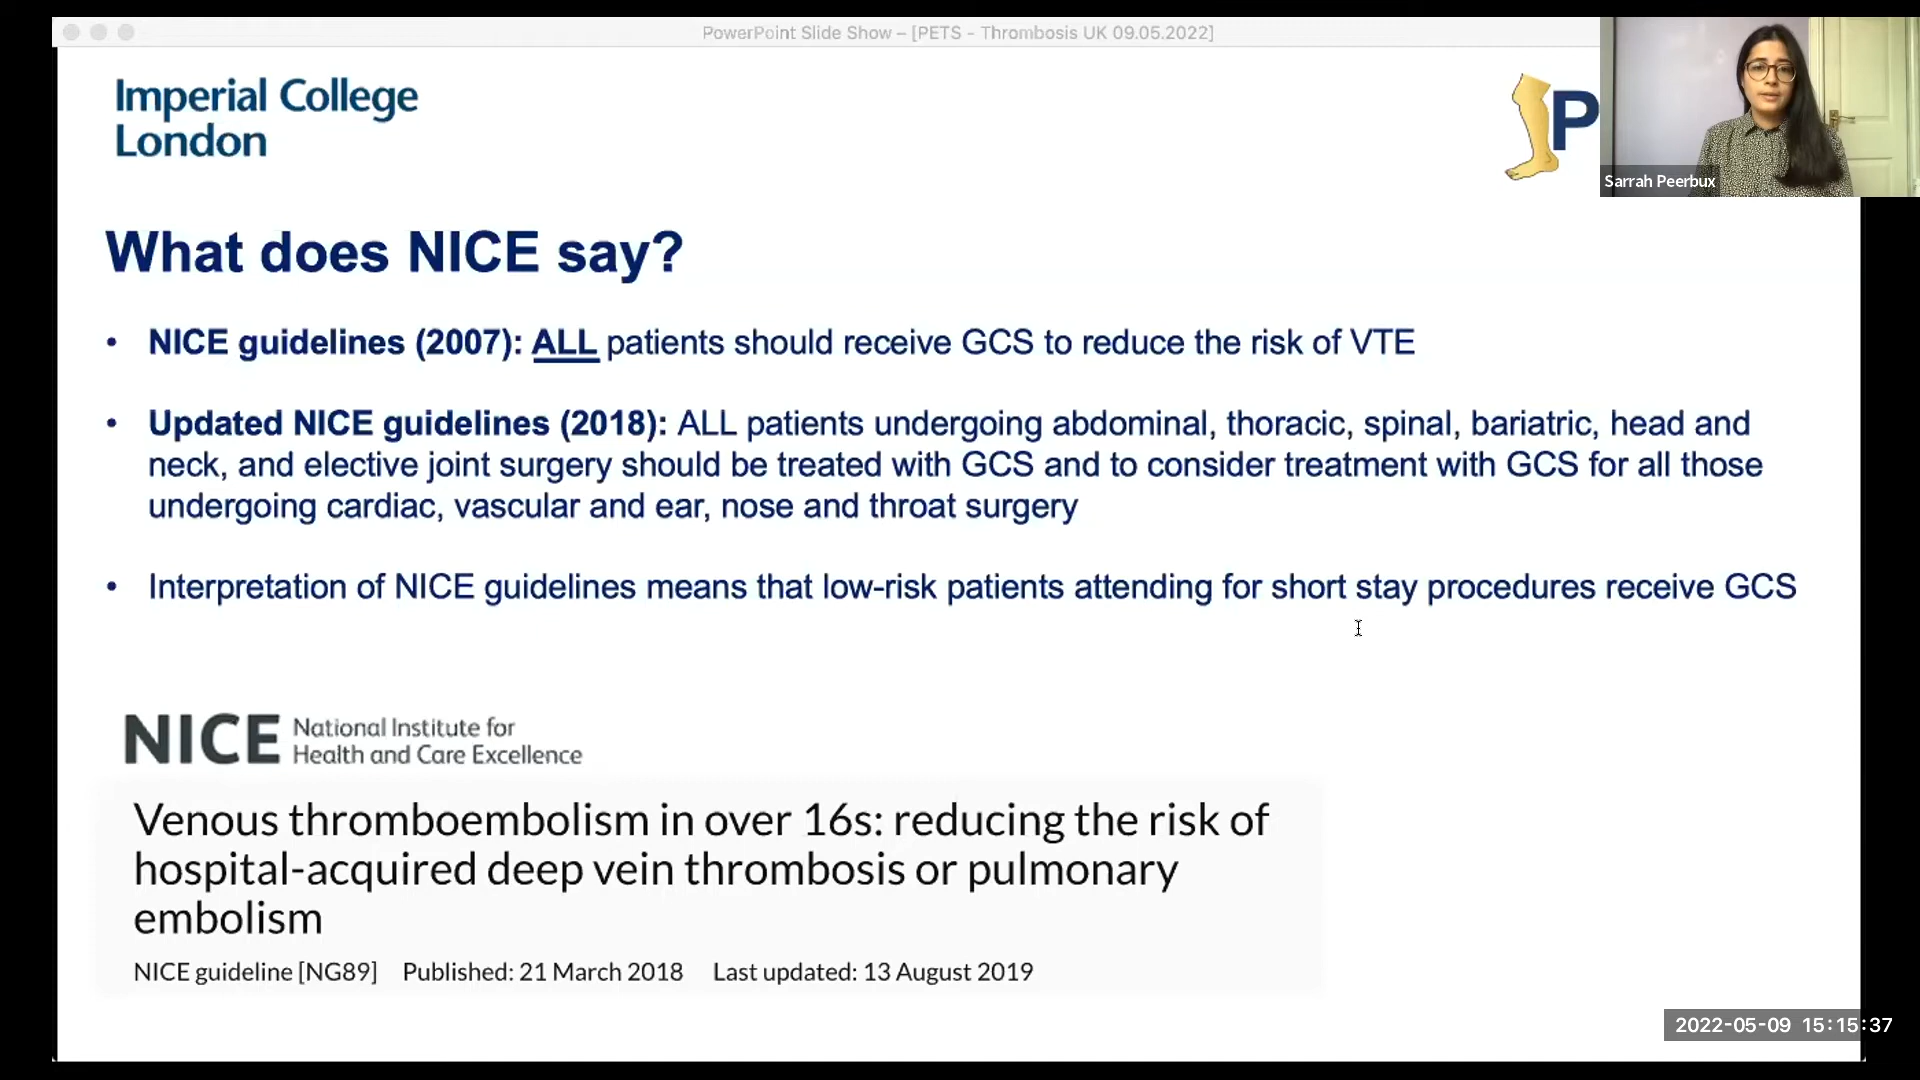 PowerPoint Slide Show – [PETS - Thrombosis UK 09.05.2022]
Imperial College
London
P
Sarrah Peerbux
What does NICE say?
• NICE guidelines (2007): ALL patients should receive GCS to reduce the risk of VTE
• Updated NICE guidelines (2018): ALL patients undergoing abdominal, thoracic, spinal, bariatric, head and
neck, and elective joint surgery should be treated with GCS and to consider treatment with GCS for all those
undergoing cardiac, vascular and ear, nose and throat surgery
• Interpretation of NICE guidelines means that low-risk patients attending for short stay procedures receive GCS
NICE National Institute for
Health and Care Excellence
Venous thromboembolism in over 16s: reducing the risk of
hospital-acquired deep vein thrombosis or pulmonary
embolism
NICE guideline [NG89] Published: 21 March 2018 Last updated: 13 August 2019
2022-05-09 15:15:37